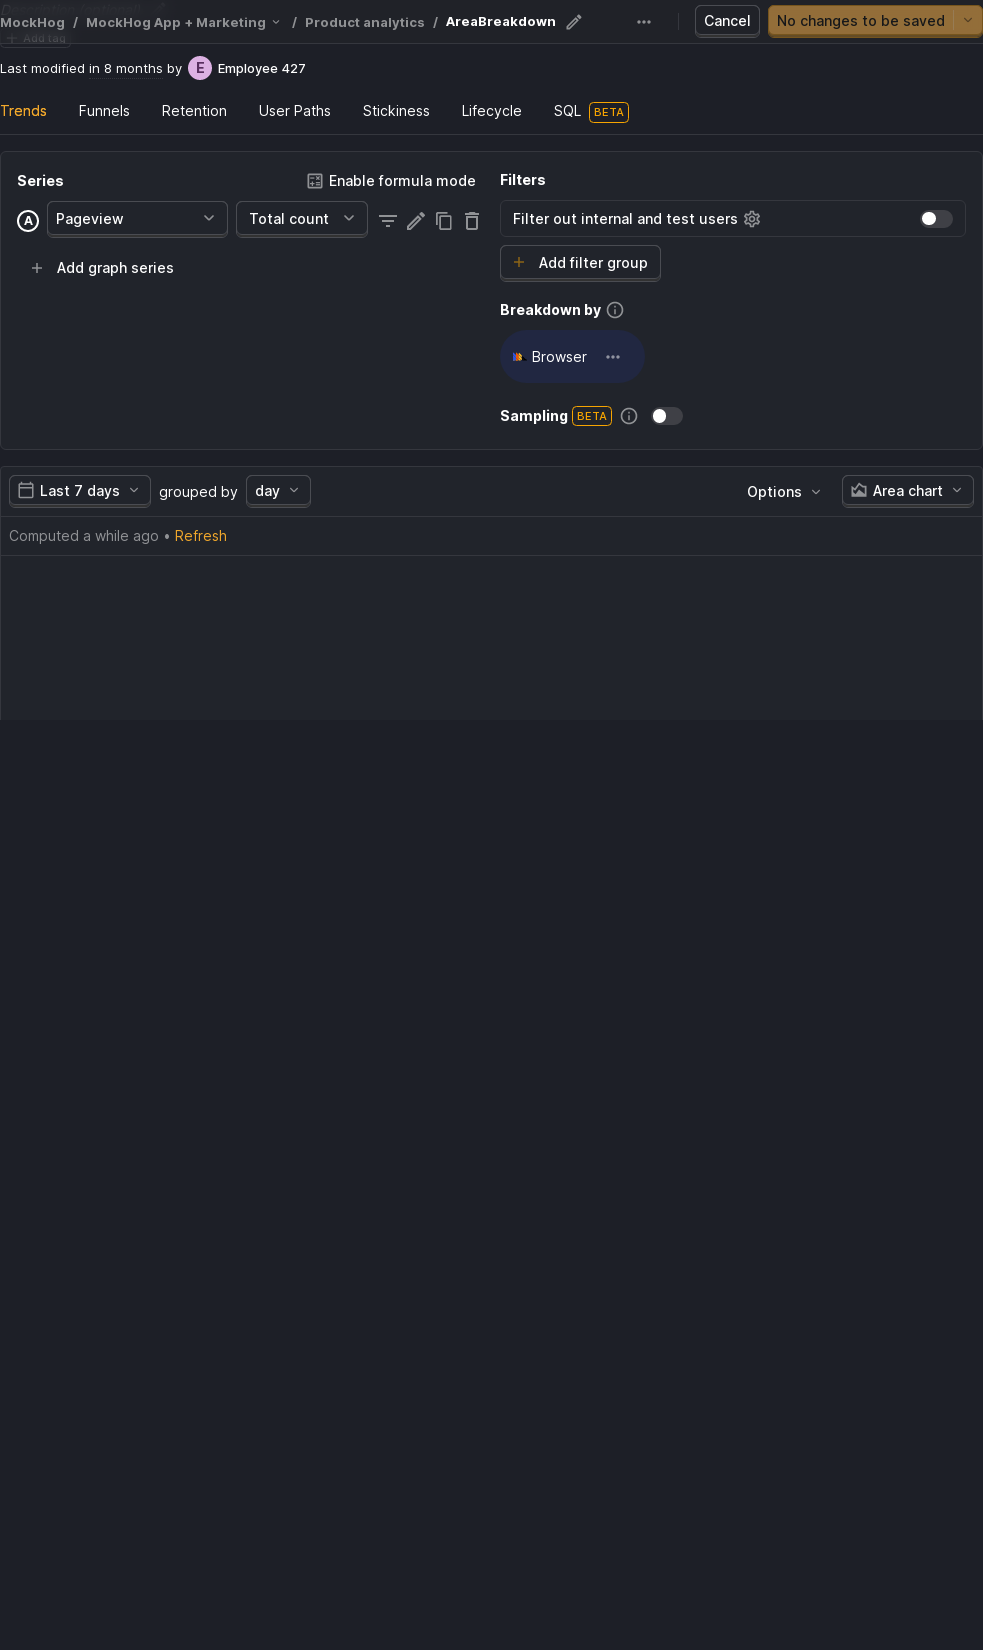 MockHog / MockHog App + Marketing / Product analytics / AreaBreakdown
Cancel
No changes to be saved
Add tag
Last modified in 8 months by E Employee 427
Trends Funnels Retention User Paths Stickiness Lifecycle SQL BETA
Series
Enable formula mode
A Pageview Total count
Add graph series
Filters
Filter out internal and test users
Add filter group
Breakdown by
Browser
Sampling BETA
Last 7 days grouped by day
Options
Area chart
Computed a while ago • Refresh